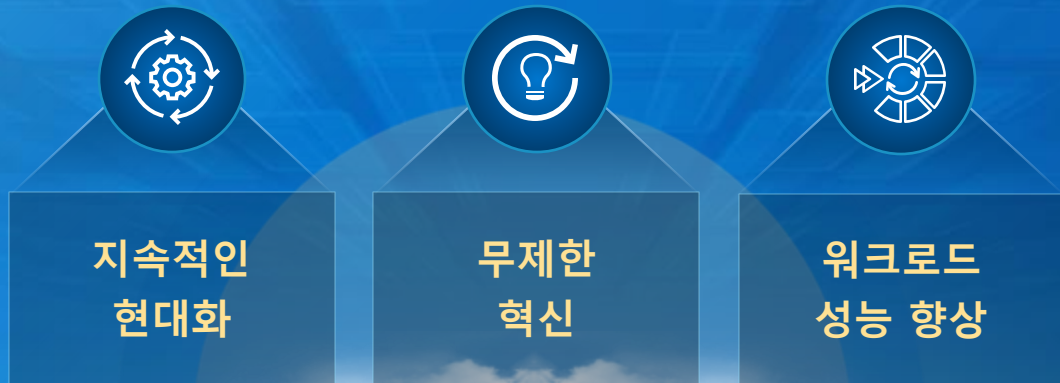 지속적인
현대화
무제한
혁신
워크로드
성능 향상